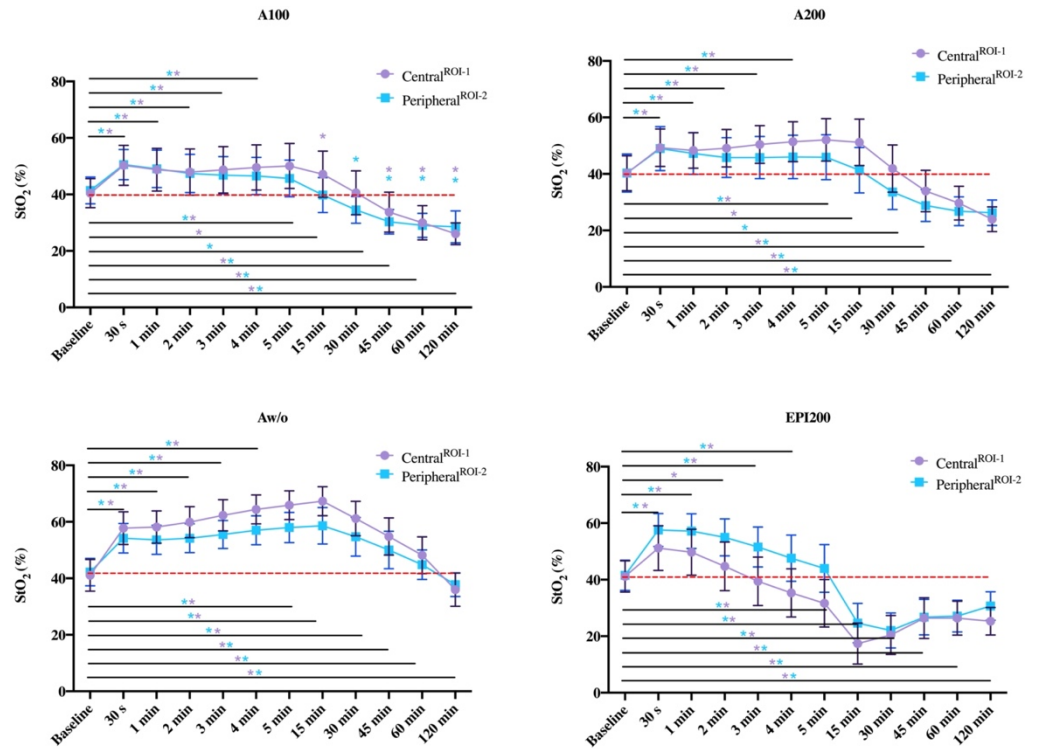 A100
StO2 (%)
80
60
40
20
0
Central ROI-1
Peripheral ROI-2
** ** ** ** **
* * * * *
* * *
** * * ** ** **
Baseline 30 s 1 min 2 min 3 min 4 min 5 min 15 min 30 min 45 min 60 min 120 min
A200
StO2 (%)
80
60
40
20
0
Central ROI-1
Peripheral ROI-2
** ** ** ** **
** * * ** ** **
Baseline 30 s 1 min 2 min 3 min 4 min 5 min 15 min 30 min 45 min 60 min 120 min
Aw/o
StO2 (%)
80
60
40
20
0
Central ROI-1
Peripheral ROI-2
** ** ** ** **
** ** ** ** ** **
Baseline 30 s 1 min 2 min 3 min 4 min 5 min 15 min 30 min 45 min 60 min 120 min
EPI200
StO2 (%)
80
60
40
20
0
Central ROI-1
Peripheral ROI-2
** ** * ** **
** ** ** ** ** **
Baseline 30 s 1 min 2 min 3 min 4 min 5 min 15 min 30 min 45 min 60 min 120 min